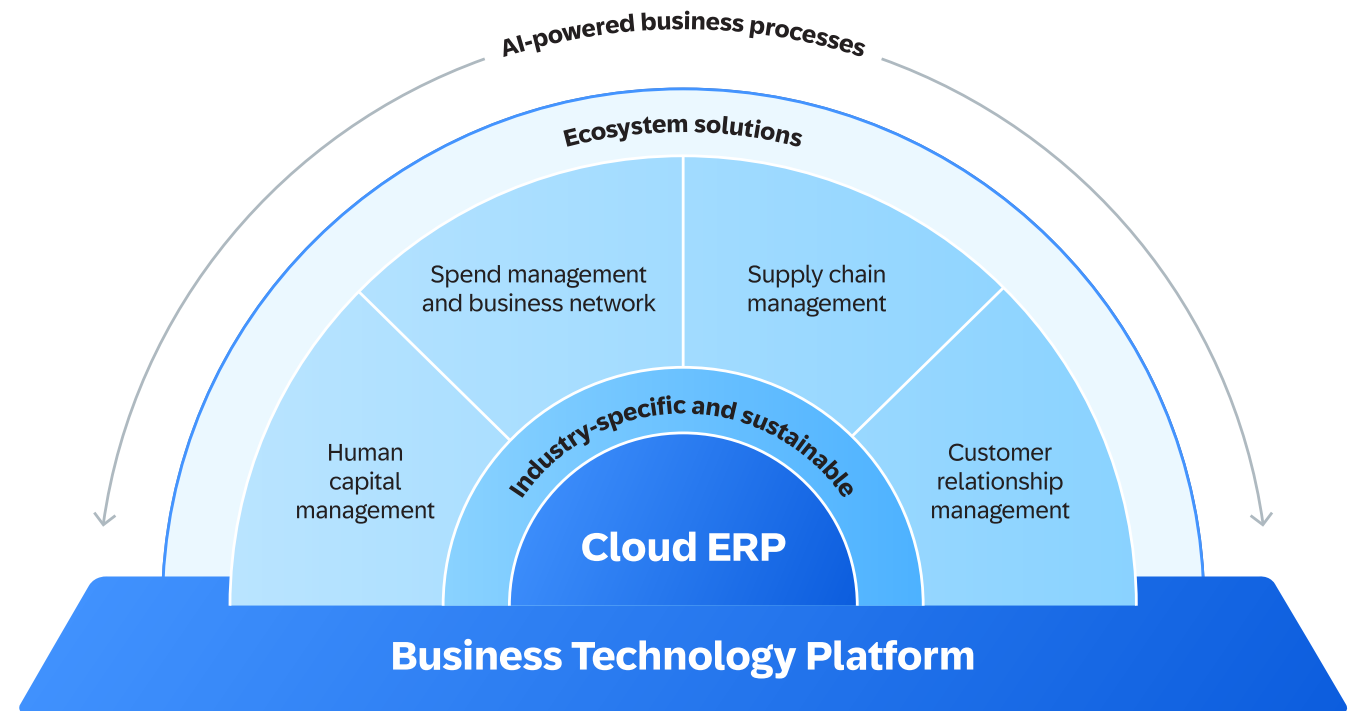 AI-powered business processes
Ecosystem solutions
Spend management
and business network
Supply chain
management
Human
capital
management
Industry-specific and sustainable
Customer
relationship
management
Cloud ERP
Business Technology Platform